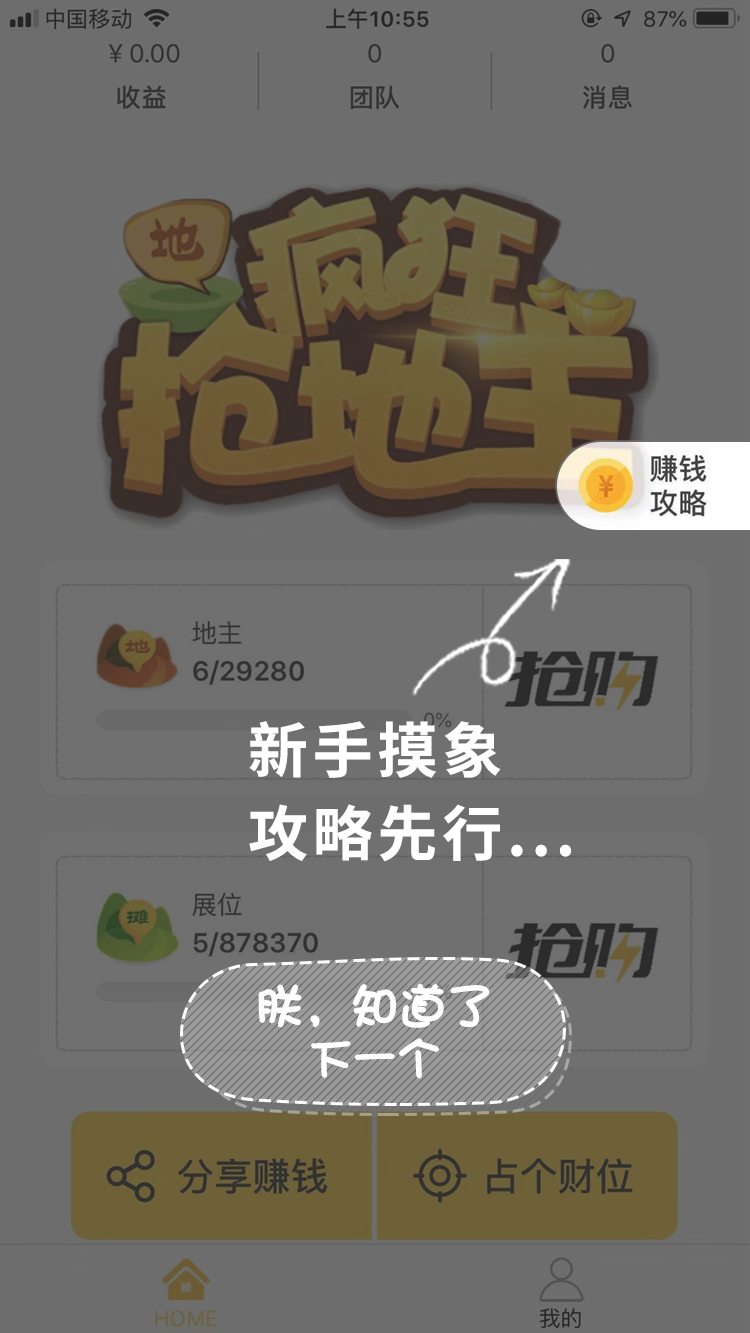 中国移动
上午10:55
87%
¥ 0.00
0
0
收益
团队
消息
地
疯狂
抢地主
¥
赚钱
攻略
地
地主
6/29280
抢购
0%
新手摸象
攻略先行...
摊
展位
5/878370
抢购
朕，知道了
下一个
分享赚钱
占个财位
HOME
我的